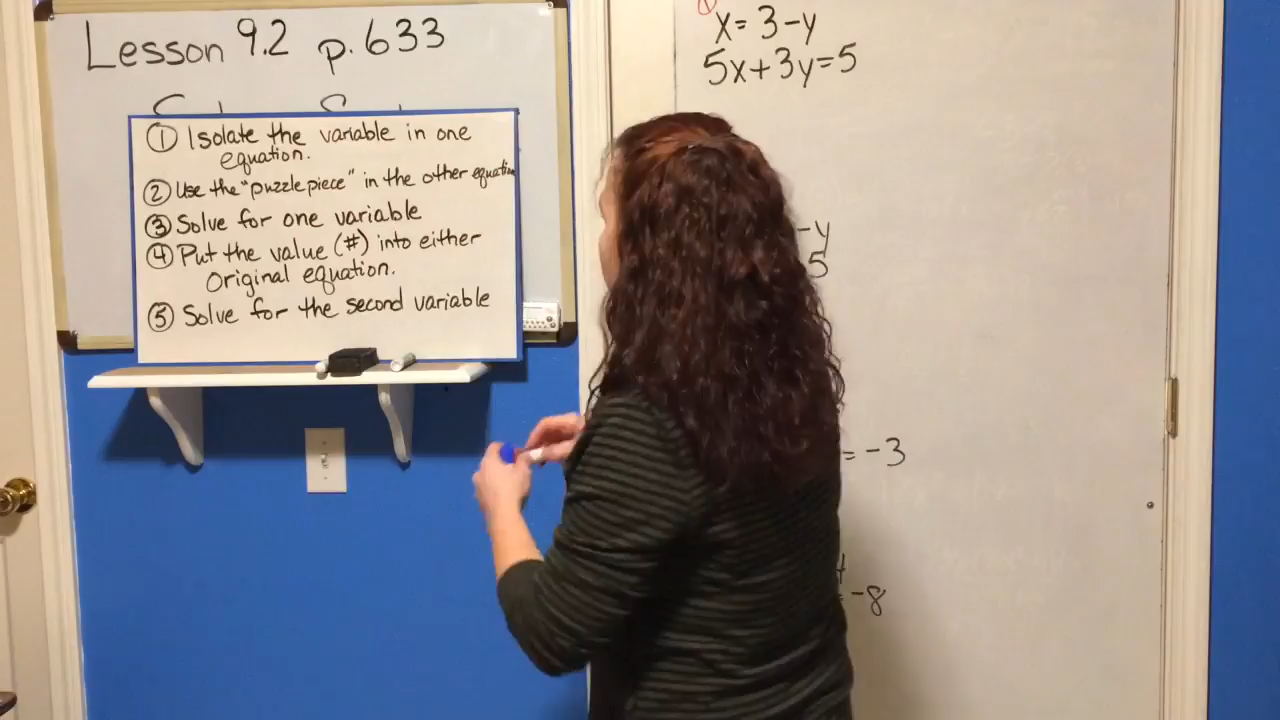 Lesson 9.2 p. 633
① Isolate the variable in one
equation.
② Use the "puzzle piece" in the other equation
③ Solve for one variable
④ Put the value (#) into either
Original equation.
⑤ Solve for the second variable
x = 3 - y
5x + 3y = 5
- y
5
= -3
-8